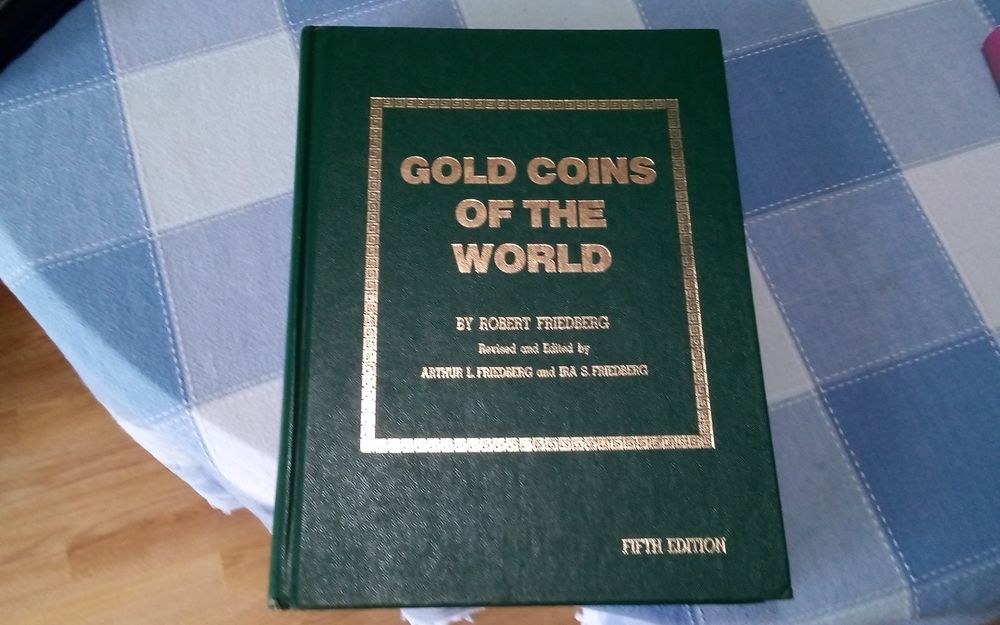 GOLD COINS
OF THE
WORLD
BY ROBERT FRIEDBERG
Revised and Edited by
ARTHUR L. FRIEDBERG and IRA S. FRIEDBERG
FIFTH EDITION